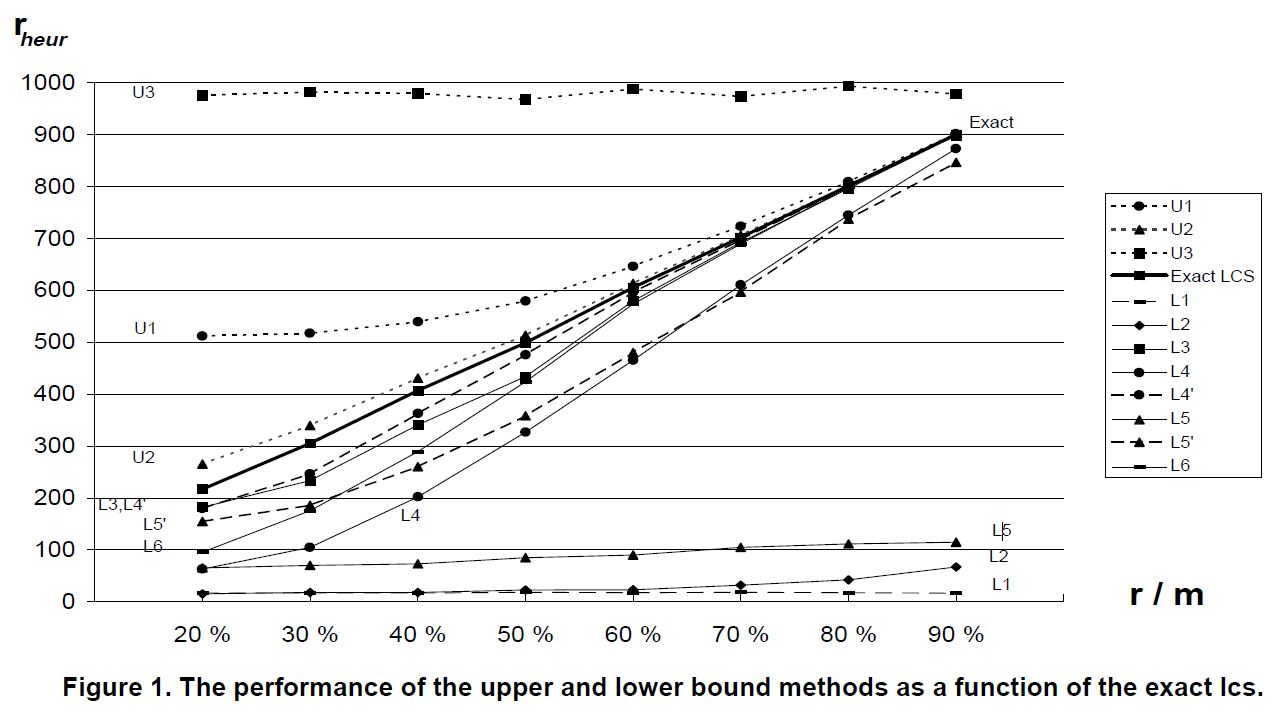 r heur
1000
900
800
700
600
500
400
300
200
100
0
U3
U1
U2
L3,L4'
L5'
L6
L4
Exact
L5
L2
L1
20 % 30 % 40 % 50 % 60 % 70 % 80 % 90 %
r / m
U1
U2
U3
Exact LCS
L1
L2
L3
L4
L4'
L5
L5'
L6
Figure 1. The performance of the upper and lower bound methods as a function of the exact lcs.